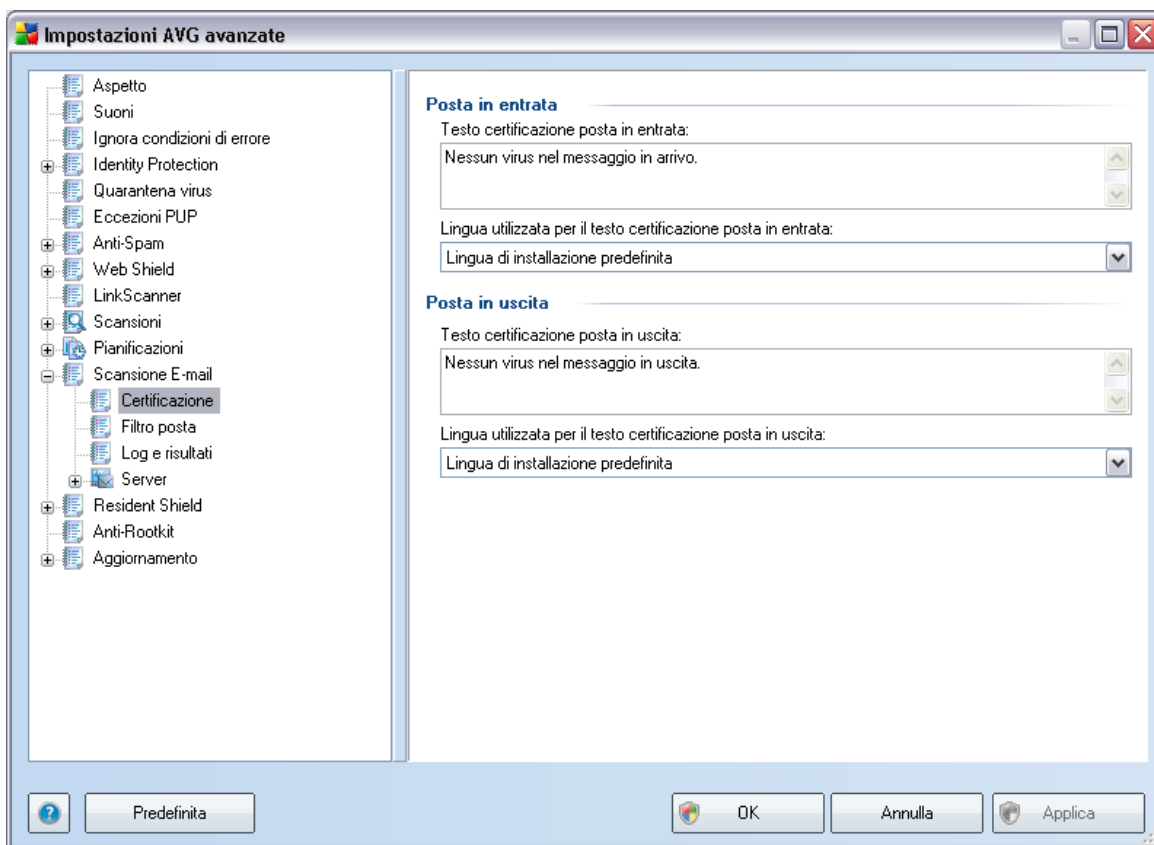 Impostazioni AVG avanzate
Aspetto
Suoni
Ignora condizioni di errore
Identity Protection
Quarantena virus
Eccezioni PUP
Anti-Spam
Web Shield
LinkScanner
Scansioni
Pianificazioni
Scansione E-mail
Certificazione
Filtro posta
Log e risultati
Server
Resident Shield
Anti-Rootkit
Aggiornamento
Posta in entrata
Testo certificazione posta in entrata:
Nessun virus nel messaggio in arrivo.
Lingua utilizzata per il testo certificazione posta in entrata:
Lingua di installazione predefinita
Posta in uscita
Testo certificazione posta in uscita:
Nessun virus nel messaggio in uscita.
Lingua utilizzata per il testo certificazione posta in uscita:
Lingua di installazione predefinita
Predefinita
OK
Annulla
Applica